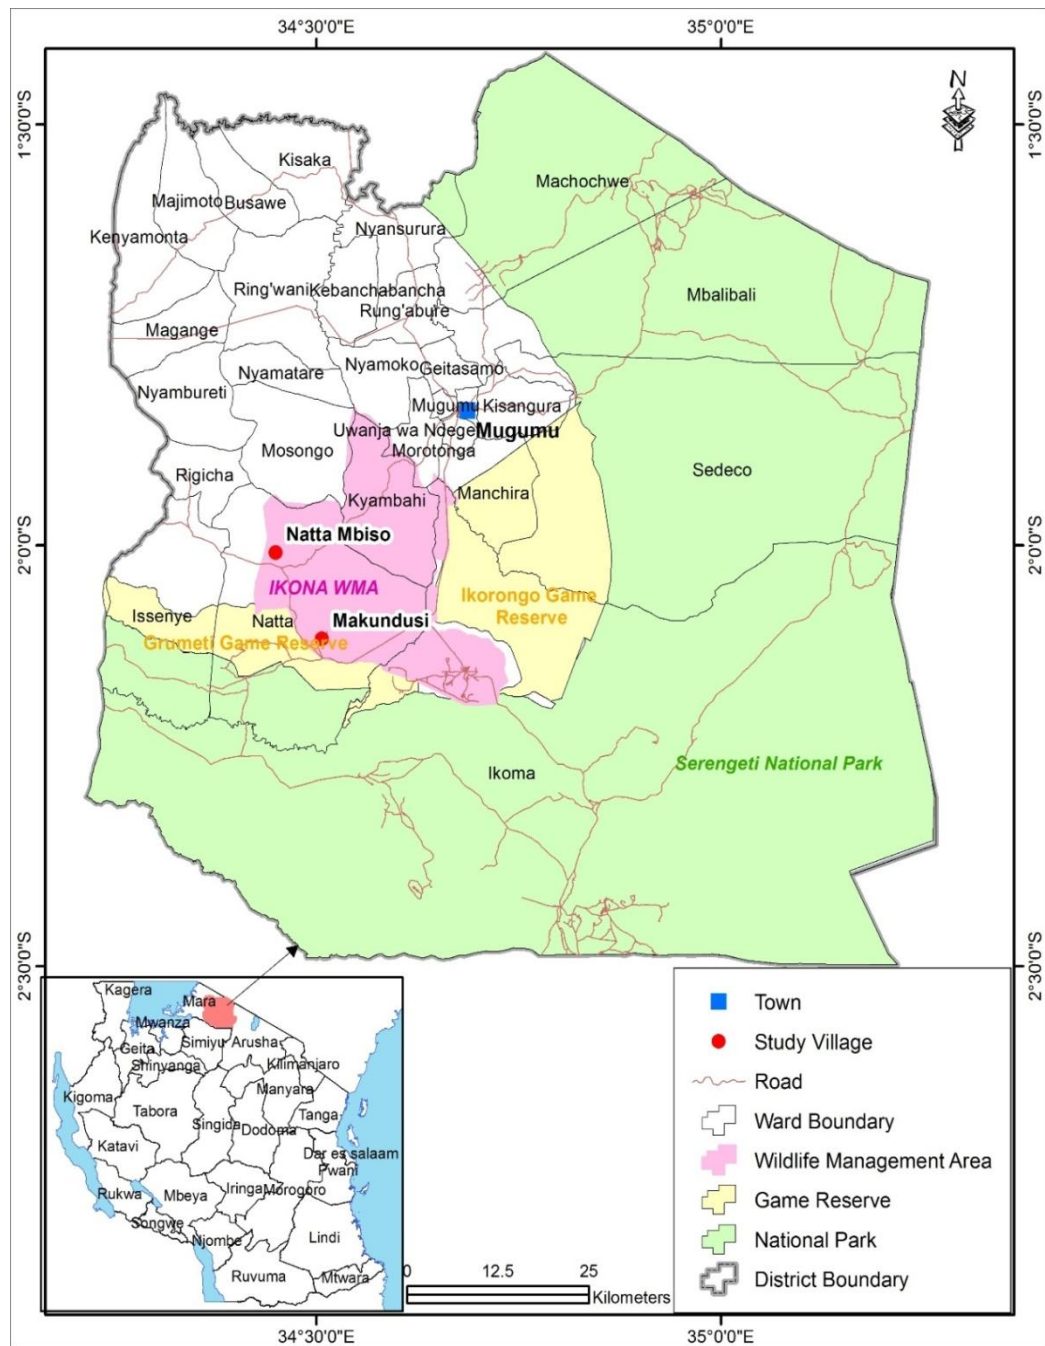 34°30'0"E 35°0'0"E
N
1°30'0"S 1°30'0"S
Kisaka
Machochwe
Majimoto Busawe
Nyansurura
Kenyamonta
Ring'wani Kebanchabancha
Mbalibali
Rung'abure
Magange
Nyamoko Geitasamo
Nyamatare
Nyambureti
Mugumu Kisangura
Uwanja wa Ndege Mugumu
Mosongo Morotonga
Sedeco
Rigicha
Kyambahi Manchira
Natta Mbiso
2°0'0"S 2°0'0"S
IKONA WMA
Ikorongo Game
Reserve
Issenye Natta Makundusi
Grumeti Game Reserve
Ikoma
Serengeti National Park
2°30'0"S 2°30'0"S
Kagera
Mara
Mwanza
Geita Simiyu Arusha
Shinyanga Kilimanjaro
Kigoma Manyara
Tabora Tanga
Singida Dodoma
Katavi Dar es salaam
Pwani
Rukwa Mbeya Iringa Morogoro
Songwe
Njombe Lindi
Ruvuma Mtwara
Town
Study Village
Road
Ward Boundary
Wildlife Management Area
Game Reserve
National Park
District Boundary
0 12.5 25
Kilometers
34°30'0"E 35°0'0"E